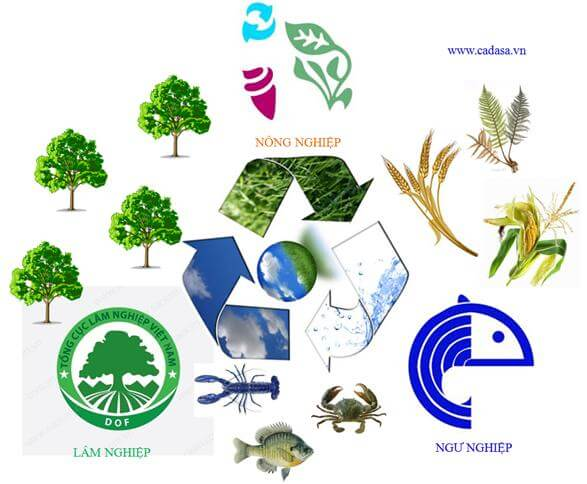 www.cadasa.vn
NÔNG NGHIỆP
TỔNG CỤC LÂM NGHIỆP VIỆT NAM
DOF
LÂM NGHIỆP
NGƯ NGHIỆP